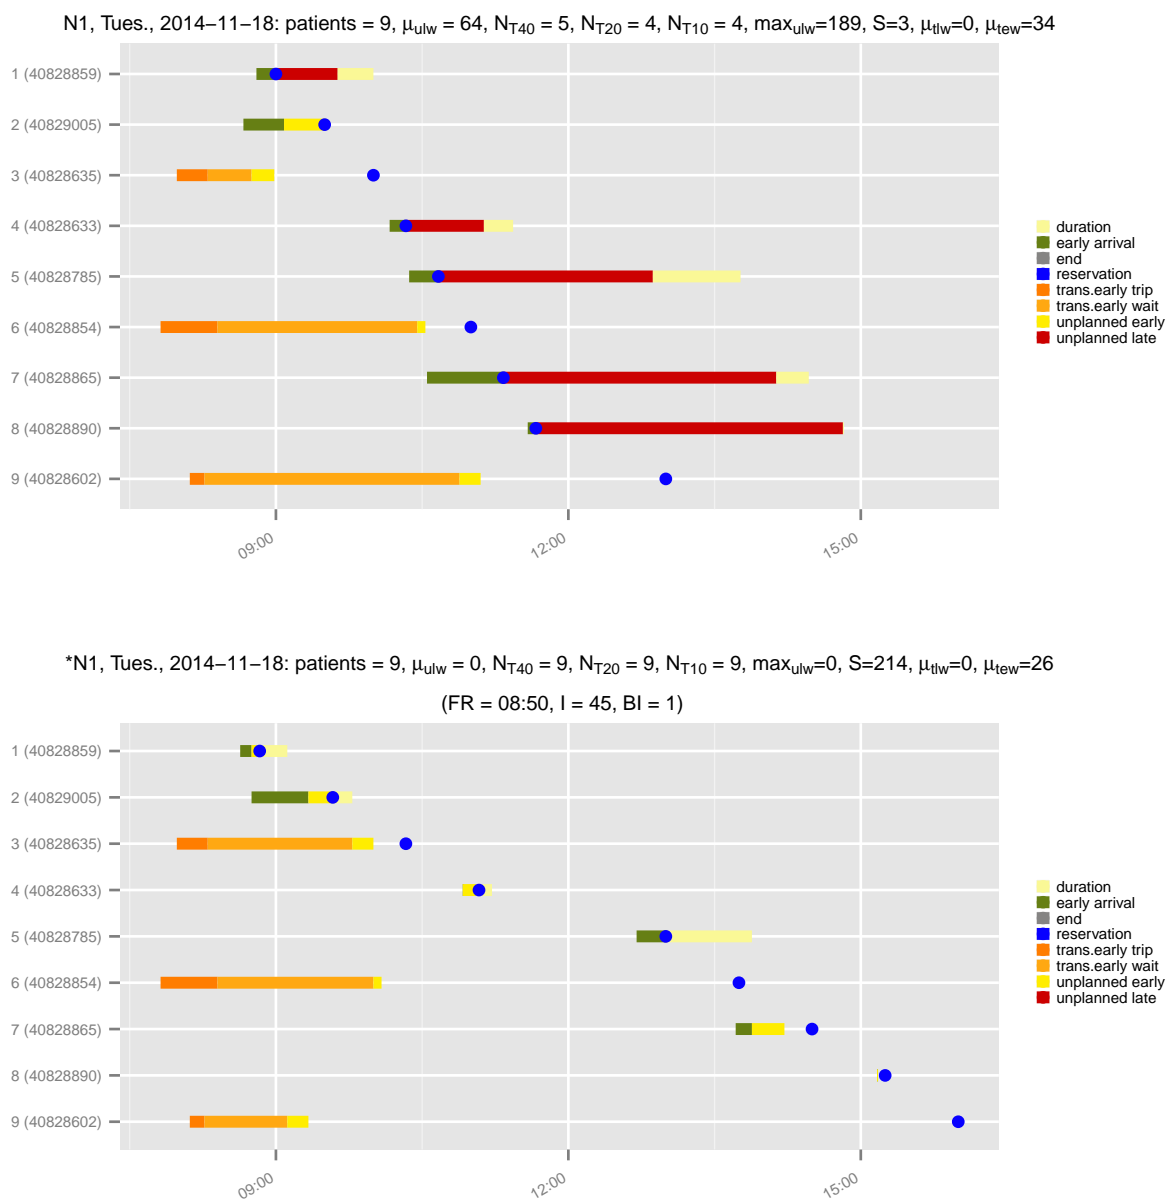 N1, Tues., 2014−11−18: patients = 9, μulw = 64, NT40 = 5, NT20 = 4, NT10 = 4, maxulw=189, S=3, μtlw=0, μtew=34
1 (40828859)
2 (40829005)
3 (40828635)
4 (40828633)
5 (40828785)
6 (40828854)
7 (40828865)
8 (40828890)
9 (40828602)
09:00
12:00
15:00
duration
early arrival
end
reservation
trans.early trip
trans.early wait
unplanned early
unplanned late
*N1, Tues., 2014−11−18: patients = 9, μulw = 0, NT40 = 9, NT20 = 9, NT10 = 9, maxulw=0, S=214, μtlw=0, μtew=26
(FR = 08:50, I = 45, BI = 1)
1 (40828859)
2 (40829005)
3 (40828635)
4 (40828633)
5 (40828785)
6 (40828854)
7 (40828865)
8 (40828890)
9 (40828602)
09:00
12:00
15:00
duration
early arrival
end
reservation
trans.early trip
trans.early wait
unplanned early
unplanned late